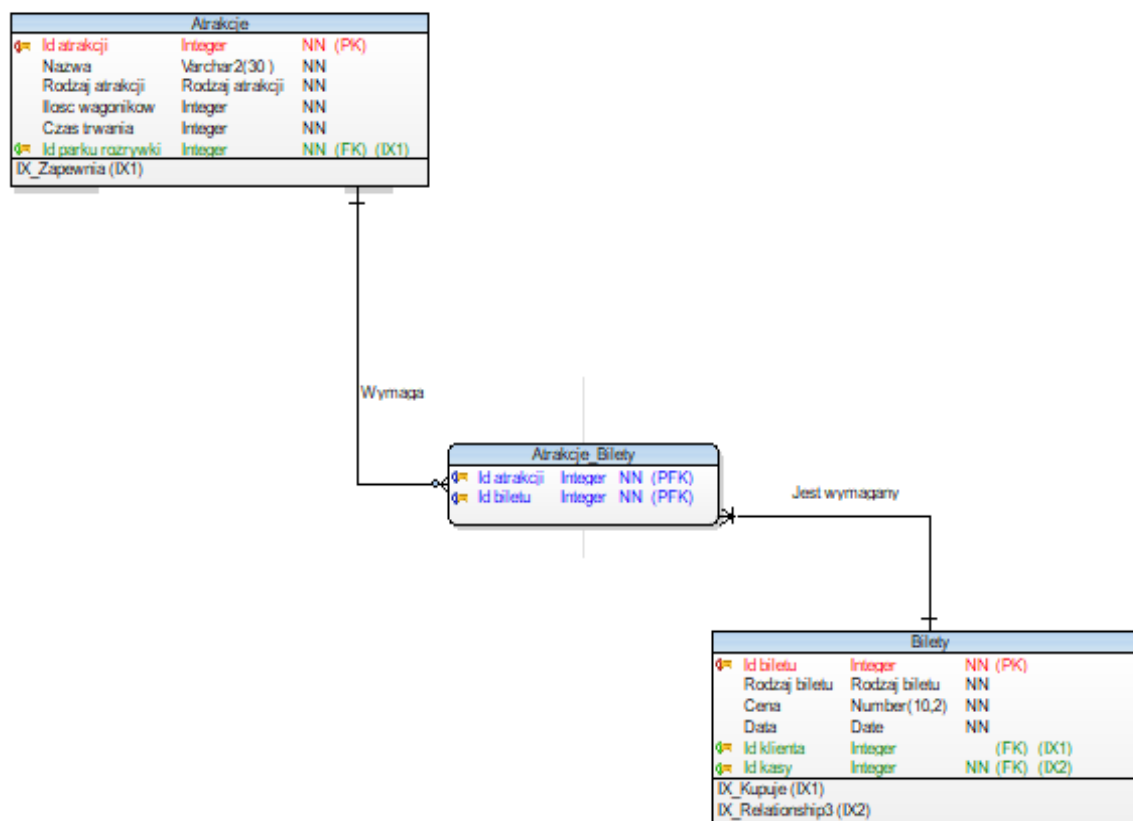 Atrakcje
Id atrakcji Integer NN (PK)
Nazwa Varchar2(30 ) NN
Rodzaj atrakcji Rodzaj atrakcji NN
Ilosc wagonikow Integer NN
Czas trwania Integer NN
Id parku rozrywki Integer NN (FK) (IX1)
IX_Zapewnia (IX1)
Wymaga
Atrakcje_Bilety
Id atrakcji Integer NN (PFK)
Id biletu Integer NN (PFK)
Jest wymagany
Bilety
Id biletu Integer NN (PK)
Rodzaj biletu Rodzaj biletu NN
Cena Number(10,2) NN
Data Date NN
Id klienta Integer (FK) (IX1)
Id kasy Integer NN (FK) (IX2)
IX_Kupuje (IX1)
IX_Relationship3 (IX2)